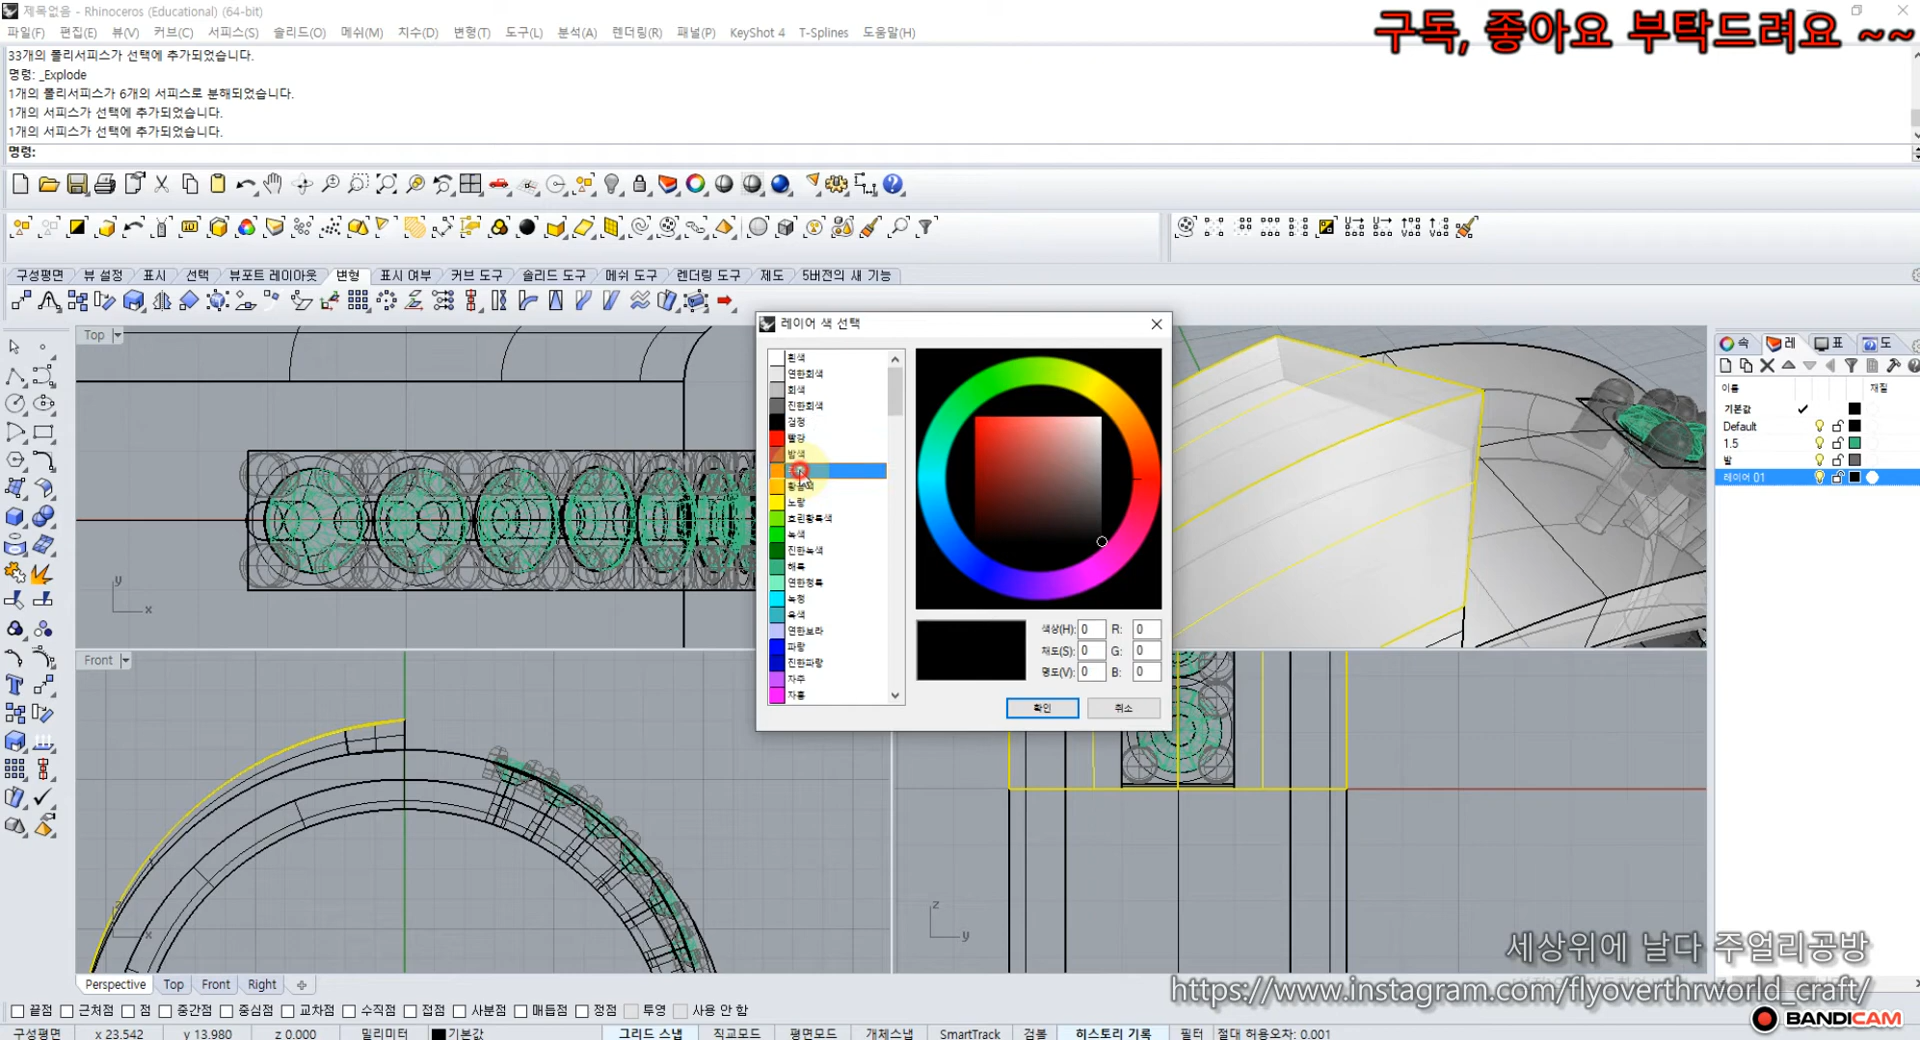 제목없음 - Rhinoceros (Educational) (64-bit)
파일(F) 편집(E) 뷰(V) 커브(C) 서피스(S) 솔리드(O) 메쉬(M) 치수(D) 변형(T) 도구(L) 분석(A) 렌더링(R) 패널(P) KeyShot 4 T-Splines 도움말(H)
구독, 좋아요 부탁드려요 ~~
33개의 폴리서피스가 선택에 추가되었습니다.
명령: _Explode
1개의 폴리서피스가 6개의 서피스로 분해되었습니다.
1개의 서피스가 선택에 추가되었습니다.
1개의 서피스가 선택에 추가되었습니다.
명령:
구성평면 뷰 설정 표시 선택 뷰포트 레이아웃 변형 표시 여부 커브 도구 솔리드 도구 메쉬 도구 렌더링 도구 제도 5버전의 새 기능
Top
레이어 색 선택
흰색
연한회색
회색
진한회색
검정
빨강
밤색
노랑
녹색
진한녹색
해록
연한청록
녹청
옥색
연한보라
파랑
진한파랑
자주
자홍
색상(H): 0 R: 0
채도(S): 0 G: 0
명도(V): 0 B: 0
확인 취소
속 레 표 도
이름 재질
기본값
Default
1.5
발
레이어 01
Front
y x
z x
z y
세상위에 날다 주얼리공방
https://www.instagram.com/flyoverthrworld_craft/
BANDICAM
Perspective Top Front Right
끝점 근처점 점 중간점 중심점 교차점 수직점 접점 사분점 매듭점 정점 투영 사용 안 함
구성평면 x 23.542 y 13.980 z 0.000 밀리미터 기본값 그리드 스냅 직교모드 평면모드 개체스냅 SmartTrack 검볼 히스토리 기록 필터 절대 허용오차: 0.001